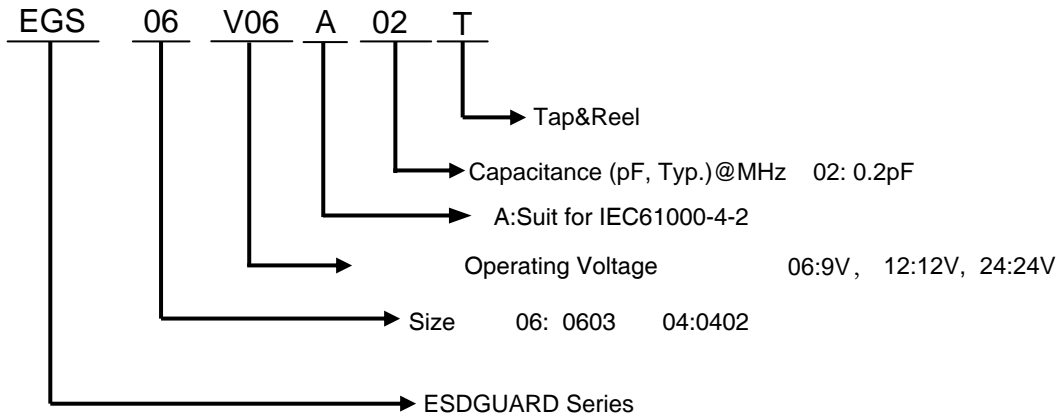 EGS 06 V06 A 02 T
Tap&Reel
Capacitance (pF, Typ.)@MHz 02: 0.2pF
A:Suit for IEC61000-4-2
Operating Voltage 06:9V， 12:12V, 24:24V
Size 06: 0603 04:0402
ESDGUARD Series